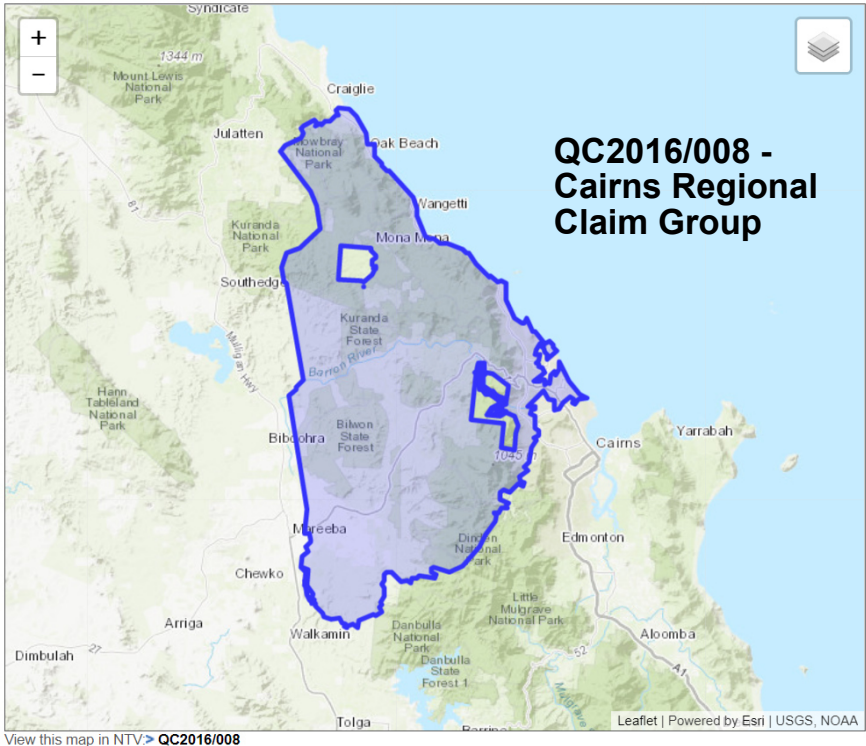 Syndicate
+
−
1344 m
Mount Lewis
National
Park
Craiglie
Julatten
Mowbray
National
Park
Oak Beach
QC2016/008 -
Cairns Regional
Claim Group
81
Wangetti
Kuranda
National
Park
Mona Mona
Southedge
Kuranda
State
Forest
Mulligan Hwy
Barron River
Hann
Tableland
National
Park
Bilwon
State
Forest
Biboohra
Yarrabah
Cairns
1045 m
Mareeba
Dinden
National
Park
Edmonton
Chewko
Little
Mulgrave
National Park
Arriga
Walkamin
Danbulla
National
Park
Aloomba
Dimbulah
27
52
Danbulla
State
Forest 1
A1
Mulgrave
Tolga
Leaflet | Powered by Esri | USGS, NOAA
View this map in NTV:> QC2016/008